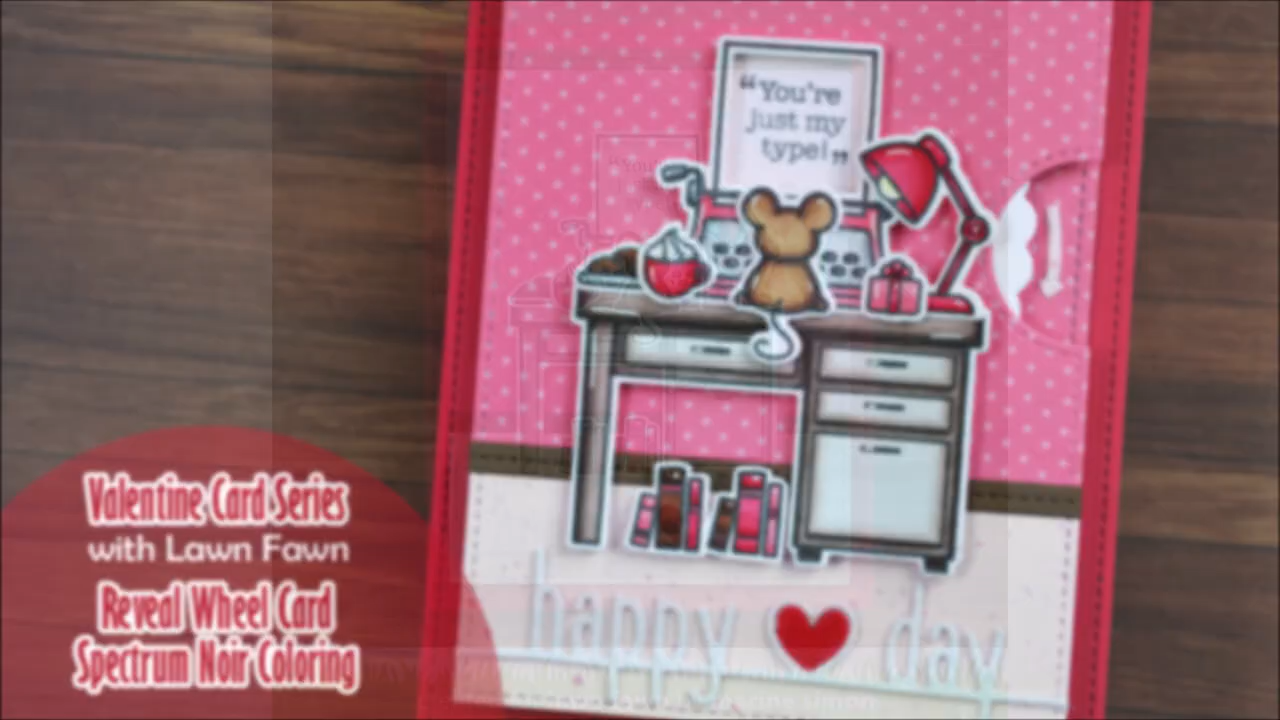 “You're
just my
type!”
happy day
Valentine Card Series
with Lawn Fawn
Reveal Wheel Card
Spectrum Noir Coloring